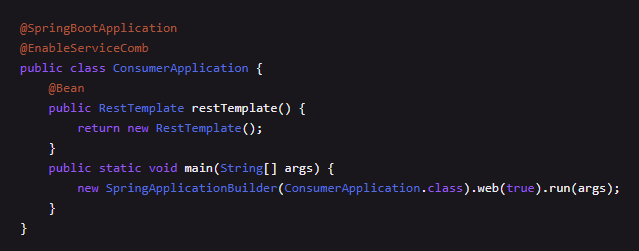 @SpringBootApplication
@EnableServiceComb
public class ConsumerApplication {
    @Bean
    public RestTemplate restTemplate() {
        return new RestTemplate();
    }
    public static void main(String[] args) {
        new SpringApplicationBuilder(ConsumerApplication.class).web(true).run(args);
    }
}